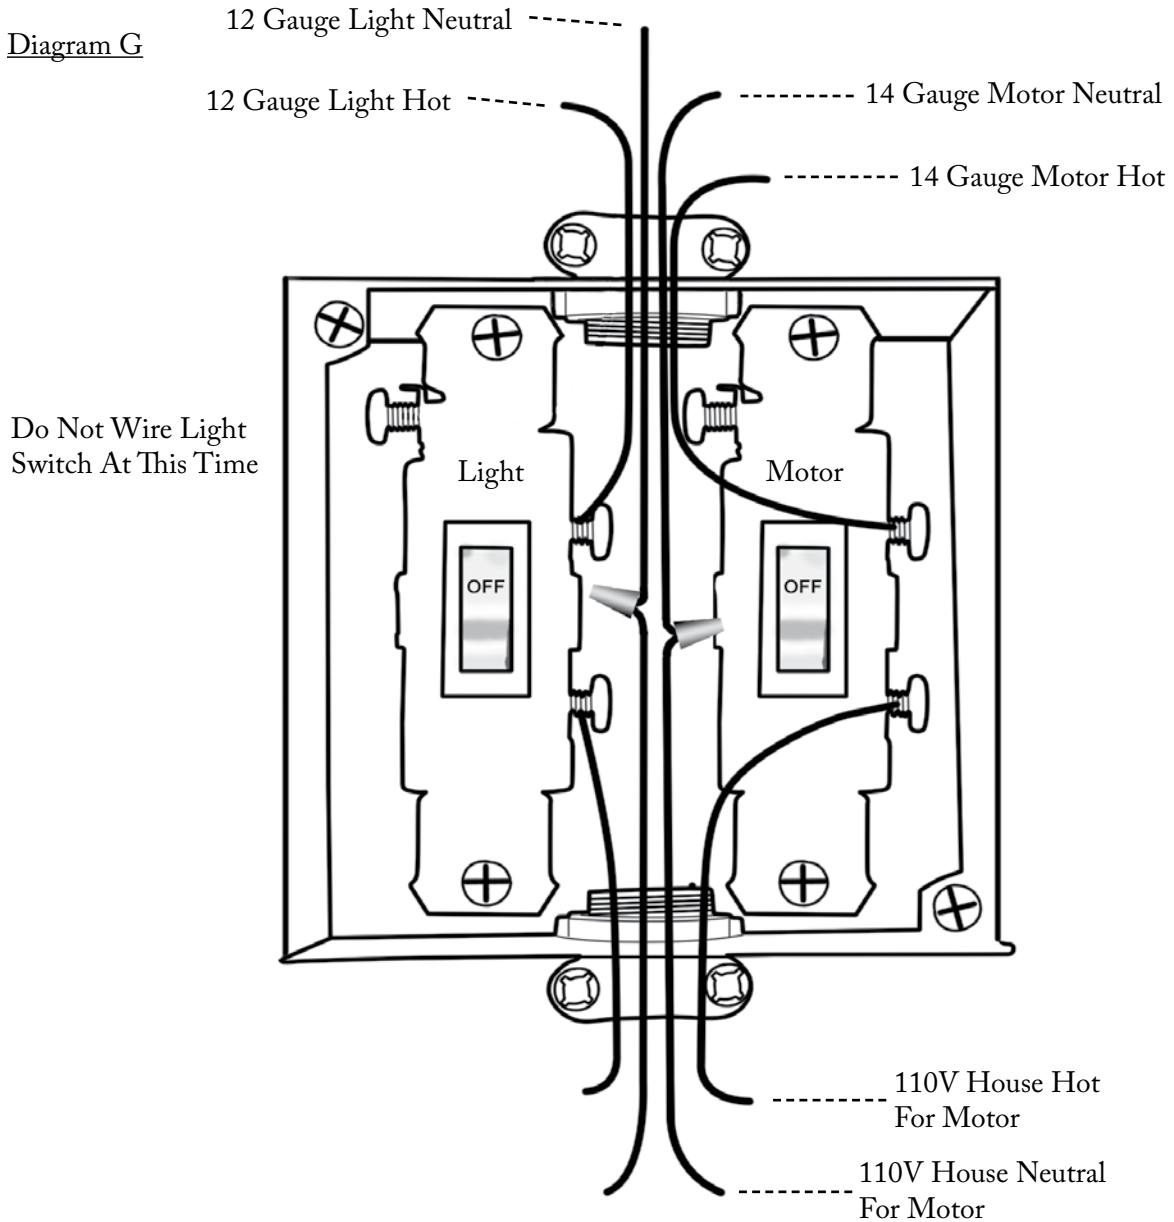 Diagram G
12 Gauge Light Neutral
12 Gauge Light Hot
14 Gauge Motor Neutral
14 Gauge Motor Hot
Do Not Wire Light
Switch At This Time
Light
Motor
OFF
OFF
110V House Hot
For Motor
110V House Neutral
For Motor